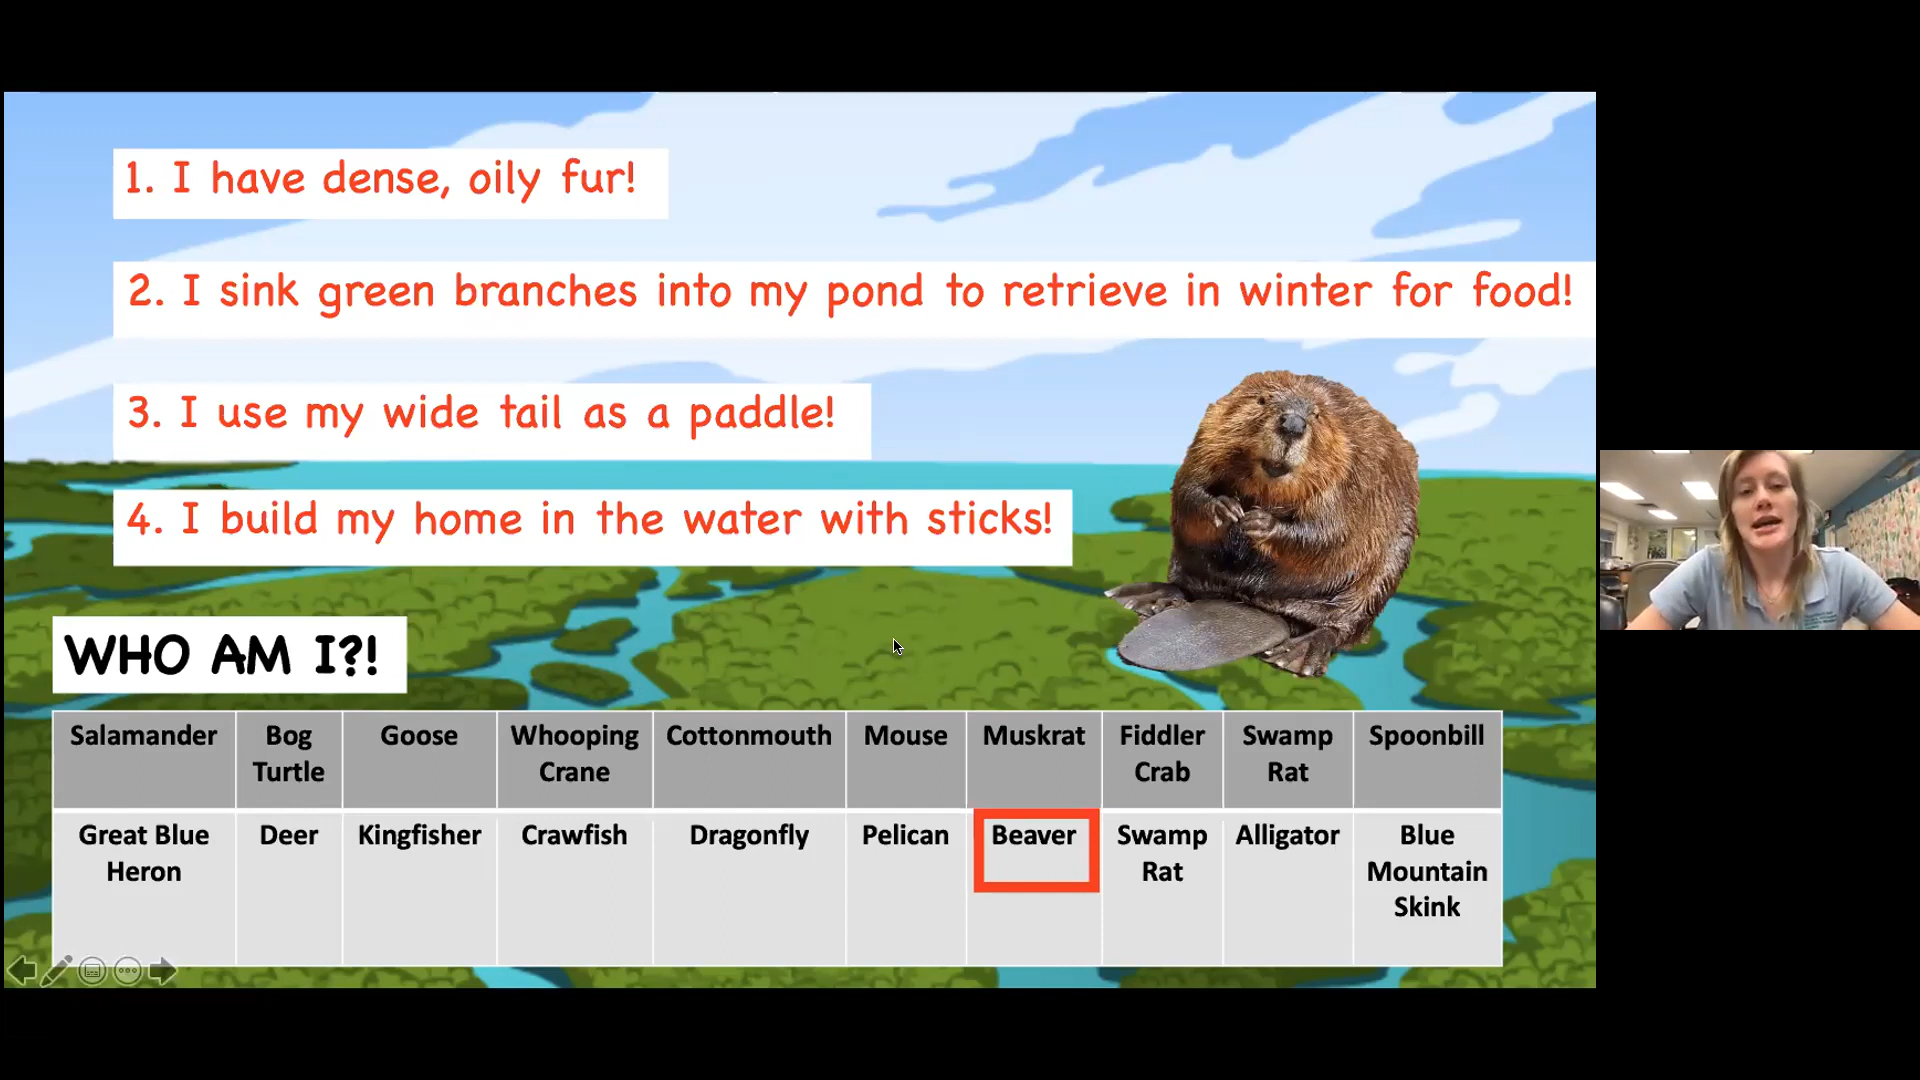 1. I have dense, oily fur!
2. I sink green branches into my pond to retrieve in winter for food!
3. I use my wide tail as a paddle!
4. I build my home in the water with sticks!
WHO AM I?!
Salamander
Bog
Turtle
Goose
Whooping
Crane
Cottonmouth
Mouse
Muskrat
Fiddler
Crab
Swamp
Rat
Spoonbill
Great Blue
Heron
Deer
Kingfisher
Crawfish
Dragonfly
Pelican
Beaver
Swamp
Rat
Alligator
Blue
Mountain
Skink